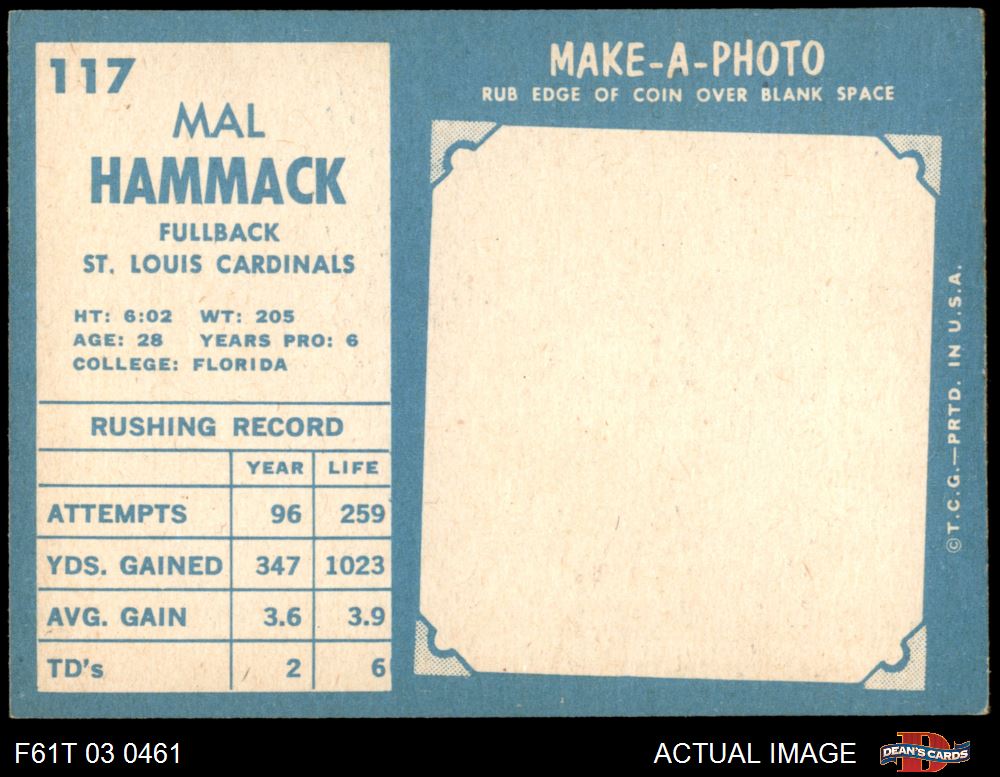 117
MAL
HAMMACK
FULLBACK
ST. LOUIS CARDINALS
HT: 6:02 WT: 205
AGE: 28 YEARS PRO: 6
COLLEGE: FLORIDA
RUSHING RECORD
YEAR LIFE
ATTEMPTS 96 259
YDS. GAINED 347 1023
AVG. GAIN 3.6 3.9
TD's 2 6
MAKE-A-PHOTO
RUB EDGE OF COIN OVER BLANK SPACE
©T.C.G.—PRTD. IN U.S.A.
F61T 03 0461
ACTUAL IMAGE
D
DEAN'S CARDS